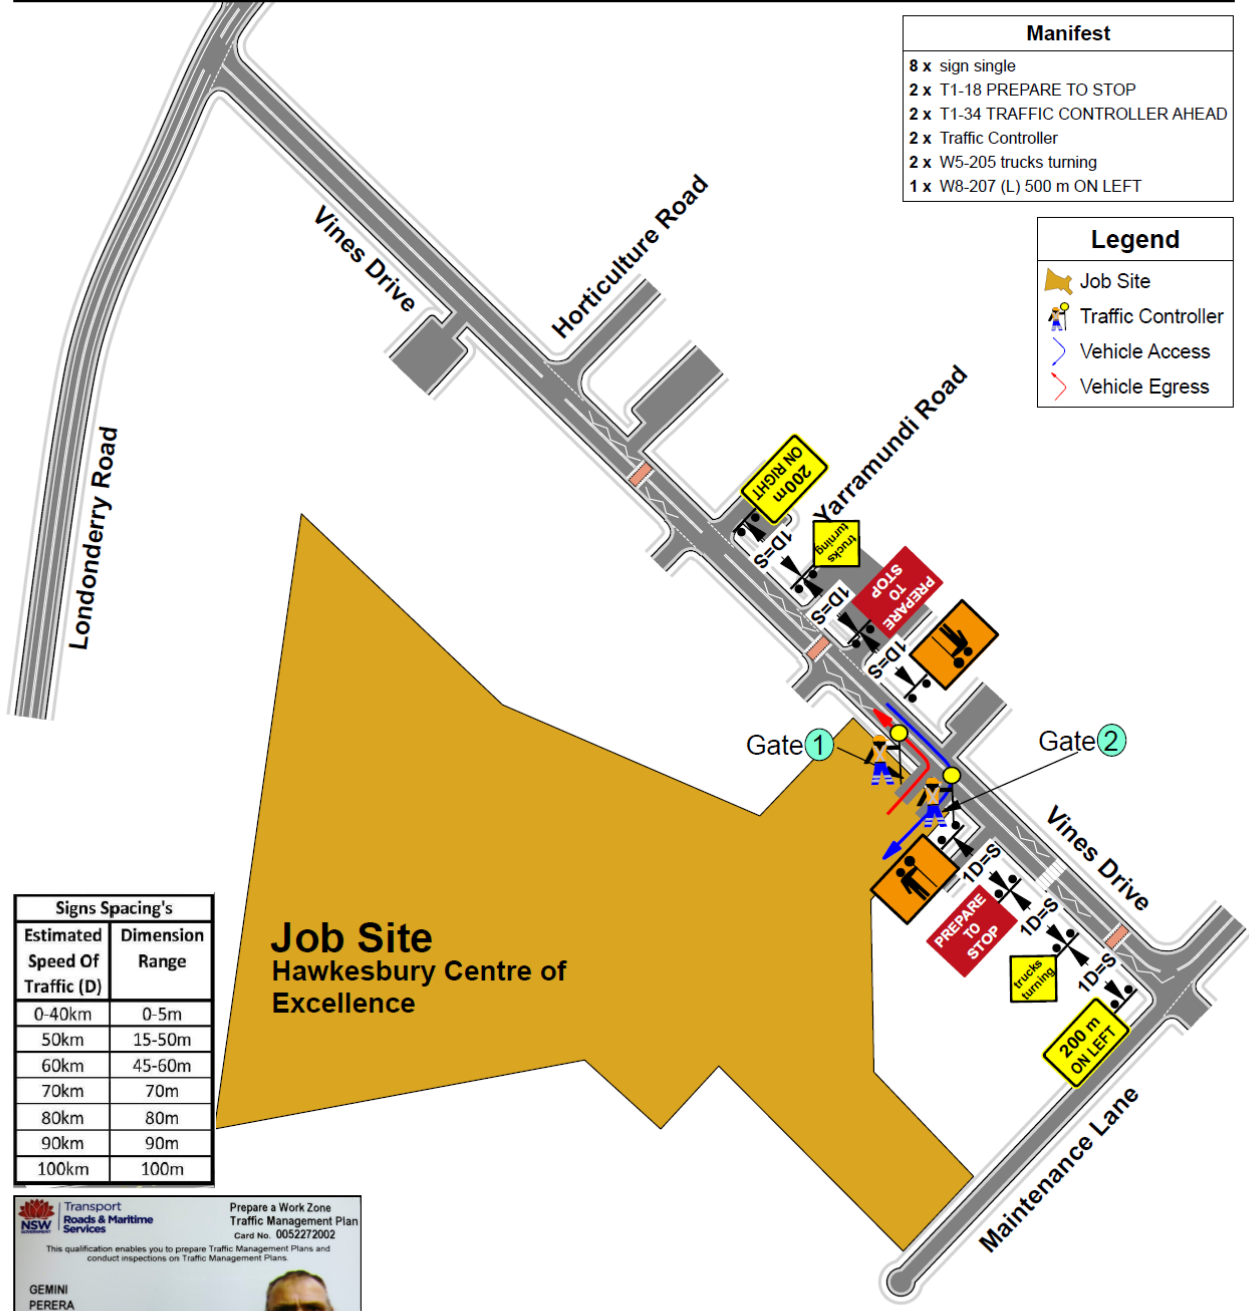 Manifest
8 x sign single
2 x T1-18 PREPARE TO STOP
2 x T1-34 TRAFFIC CONTROLLER AHEAD
2 x Traffic Controller
2 x W5-205 trucks turning
1 x W8-207 (L) 500 m ON LEFT
Legend
Job Site
Traffic Controller
Vehicle Access
Vehicle Egress
Vines Drive
Horticulture Road
Yarramundi Road
Londonderry Road
200m
ON RIGHT
1D=S
trucks
turning
1D=S
PREPARE
TO
STOP
1D=S
Gate 1
Gate 2
Vines Drive
1D=S
PREPARE
TO
STOP
1D=S
trucks
turning
1D=S
200 m
ON LEFT
Maintenance Lane
Job Site
Hawkesbury Centre of
Excellence
Signs Spacing's
Estimated Speed Of Traffic (D) Dimension Range
0-40km 0-5m
50km 15-50m
60km 45-60m
70km 70m
80km 80m
90km 90m
100km 100m
NSW
GOVERNMENT
Transport
Roads & Maritime
Services
Prepare a Work Zone
Traffic Management Plan
Card No. 0052272002
This qualification enables you to prepare Traffic Management Plans and
conduct inspections on Traffic Management Plans.
GEMINI
PERERA